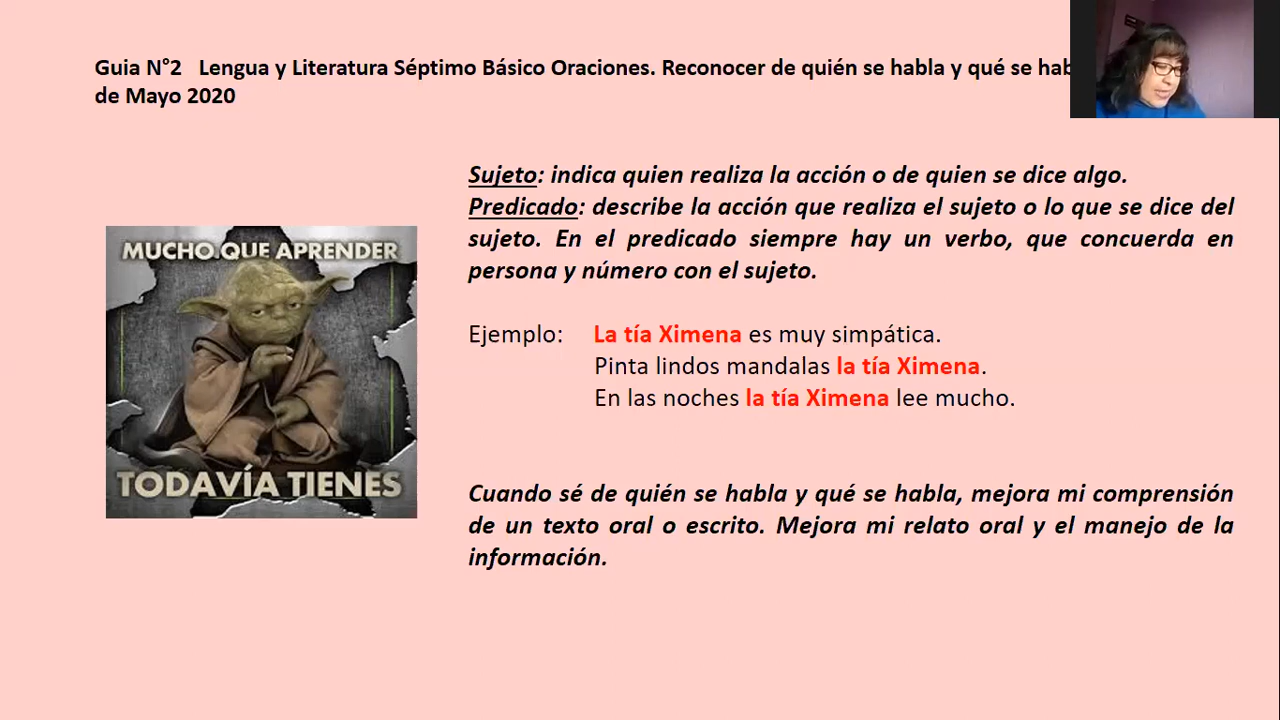 Guia N°2 Lengua y Literatura Séptimo Básico Oraciones. Reconocer de quién se habla y qué se
de Mayo 2020
Sujeto: indica quien realiza la acción o de quien se dice algo.
Predicado: describe la acción que realiza el sujeto o lo que se dice del
sujeto. En el predicado siempre hay un verbo, que concuerda en
persona y número con el sujeto.
MUCHO QUE APRENDER
TODAVÍA TIENES
Ejemplo: La tía Ximena es muy simpática.
Pinta lindos mandalas la tía Ximena.
En las noches la tía Ximena lee mucho.
Cuando sé de quién se habla y qué se habla, mejora mi comprensión
de un texto oral o escrito. Mejora mi relato oral y el manejo de la
información.